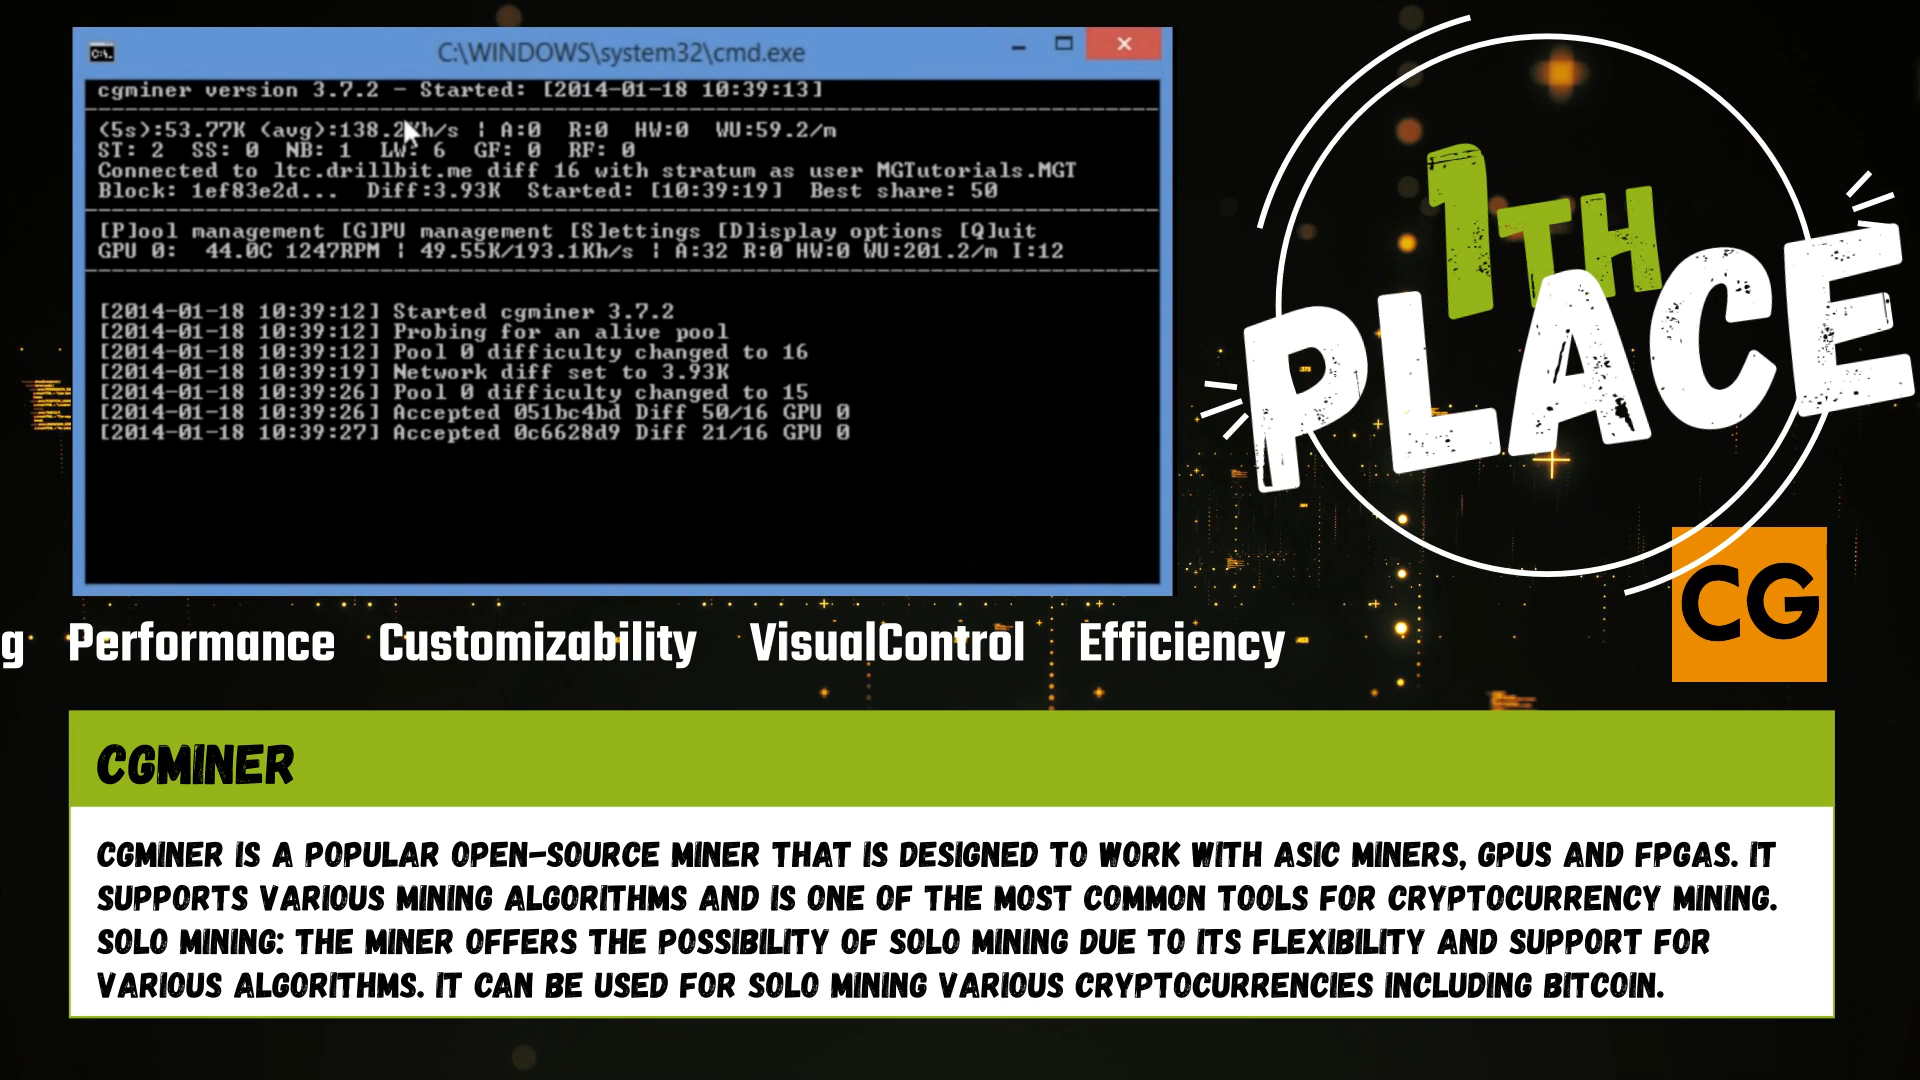 C:\WINDOWS\system32\cmd.exe
cgminer version 3.7.2 - Started: [2014-01-18 10:39:13]
(5s):53.77K (avg):138.2Kh/s | A:0 R:0 HW:0 WU:59.2/m
ST: 2 SS: 0 NB: 1 LW: 6 GF: 0 RF: 0
Connected to ltc.drillbit.me diff 16 with stratum as user MGTutorials.MGT
Block: 1ef83e2d... Diff:3.93K Started: [10:39:19] Best share: 50
[P]ool management [G]PU management [S]ettings [D]isplay options [Q]uit
GPU 0: 44.0C 1247RPM | 49.55K/193.1Kh/s | A:32 R:0 HW:0 WU:201.2/m I:12
[2014-01-18 10:39:12] Started cgminer 3.7.2
[2014-01-18 10:39:12] Probing for an alive pool
[2014-01-18 10:39:12] Pool 0 difficulty changed to 16
[2014-01-18 10:39:19] Network diff set to 3.93K
[2014-01-18 10:39:26] Pool 0 difficulty changed to 15
[2014-01-18 10:39:26] Accepted 051bc4bd Diff 50/16 GPU 0
[2014-01-18 10:39:27] Accepted 0c6628d9 Diff 21/16 GPU 0
1TH
PLACE
CG
g Performance Customizability VisualControl Efficiency
CGMINER
CGMINER IS A POPULAR OPEN-SOURCE MINER THAT IS DESIGNED TO WORK WITH ASIC MINERS, GPUS AND FPGAS. IT
SUPPORTS VARIOUS MINING ALGORITHMS AND IS ONE OF THE MOST COMMON TOOLS FOR CRYPTOCURRENCY MINING.
SOLO MINING: THE MINER OFFERS THE POSSIBILITY OF SOLO MINING DUE TO ITS FLEXIBILITY AND SUPPORT FOR
VARIOUS ALGORITHMS. IT CAN BE USED FOR SOLO MINING VARIOUS CRYPTOCURRENCIES INCLUDING BITCOIN.